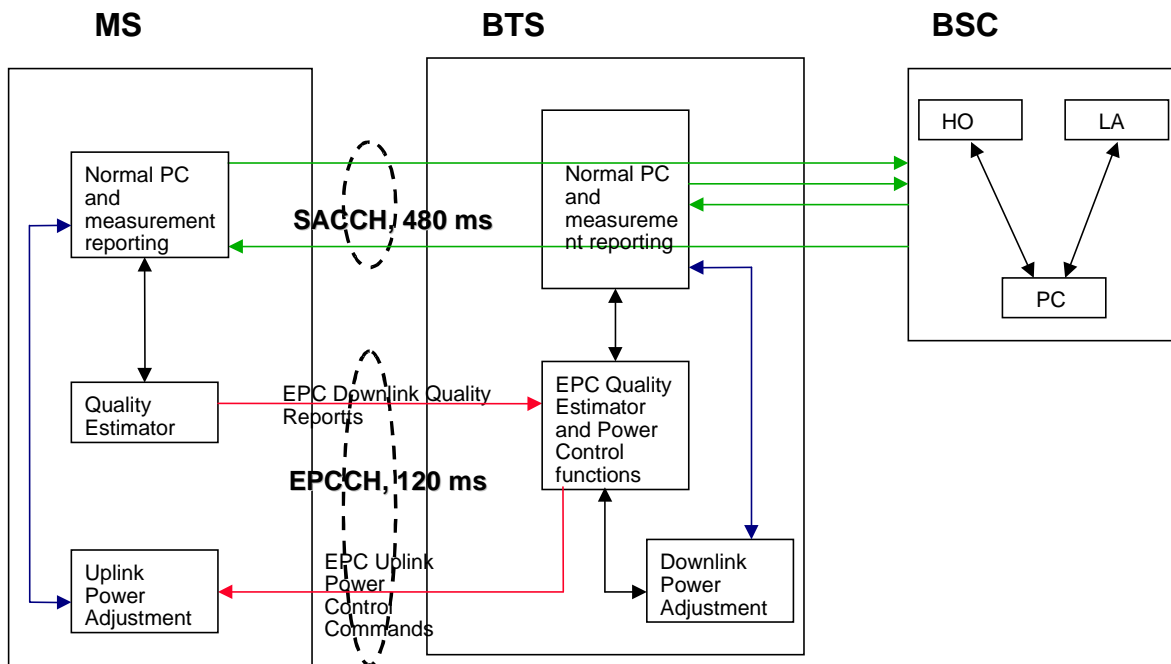 MS
BTS
BSC
HO
LA
Normal PC
and
measurement
reporting
Normal PC
and
measureme
nt reporting
SACCH, 480 ms
PC
Quality
Estimator
EPC Downlink Quality
Reportts
EPC Quality
Estimator
and Power
Control
functions
EPCCH, 120 ms
Uplink
Power
Adjustment
EPC Uplink
Power
Control
Commands
Downlink
Power
Adjustment